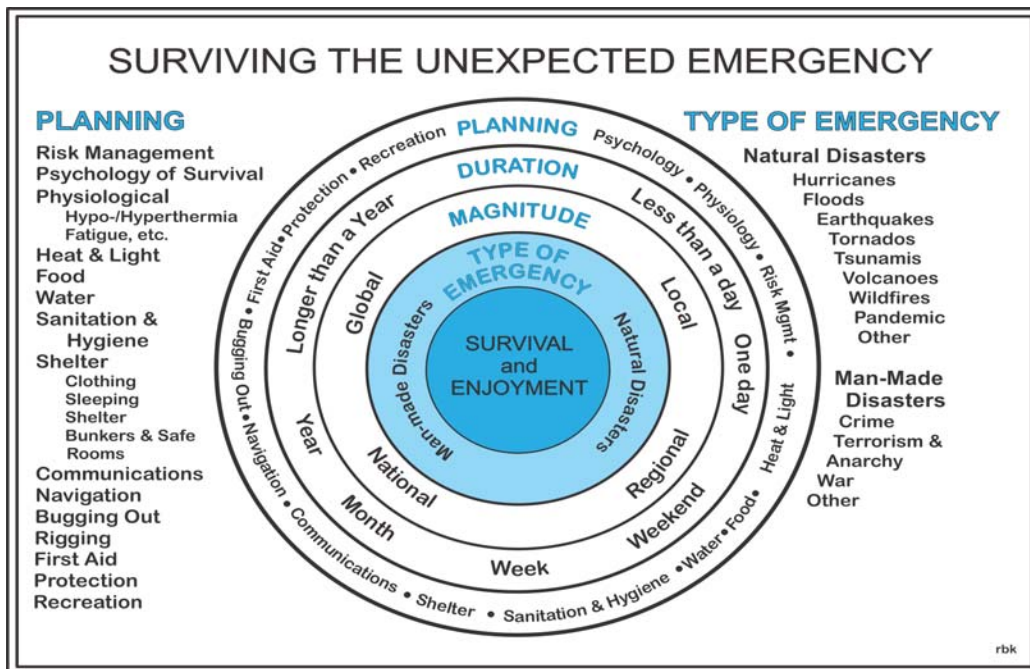 SURVIVING THE UNEXPECTED EMERGENCY
PLANNING
Risk Management
Psychology of Survival
Physiological
Hypo-/Hyperthermia
Fatigue, etc.
Heat & Light
Food
Water
Sanitation &
Hygiene
Shelter
Clothing
Sleeping
Shelter
Bunkers & Safe
Rooms
Communications
Navigation
Bugging Out
Rigging
First Aid
Protection
Recreation
PLANNING
Psychology • Physiology • Risk Mgmt •
Heat & Light
Sanitation & Hygiene •Water•Food•
Bugging Out • Navigation • Communications • Shelter •
• First Aid• Protection • Recreation
DURATION
Less than a day
One day
Weekend
Week
Month
Year
Longer than a Year
MAGNITUDE
Local
Regional
National
Global
TYPE OF
EMERGENCY
Natural Disasters
Man-made Disasters
SURVIVAL
and
ENJOYMENT
TYPE OF EMERGENCY
Natural Disasters
Hurricanes
Floods
Earthquakes
Tornados
Tsunamis
Volcanoes
Wildfires
Pandemic
Other
Man-Made
Disasters
Crime
Terrorism &
Anarchy
War
Other
rbk